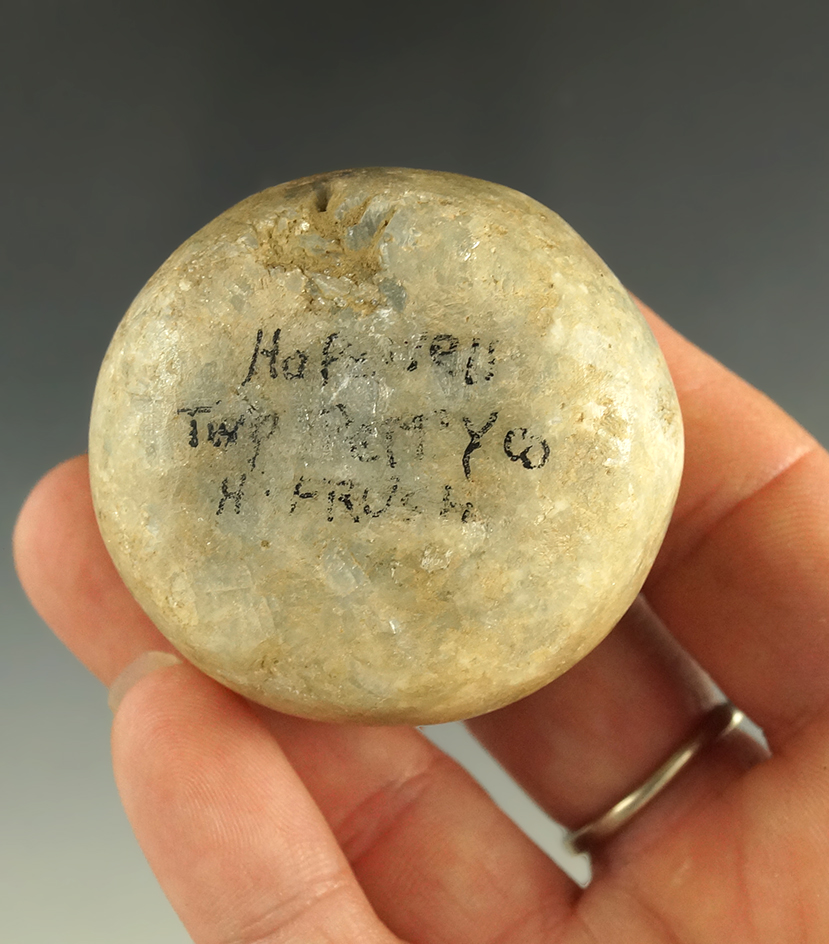 Hopewell
Twp Perry Co
H. FRUSH